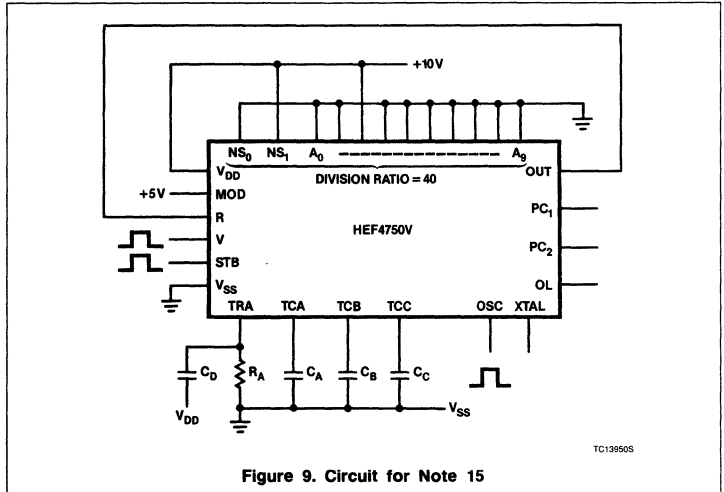 +10V
NS0 NS1 A0 A9
VDD OUT
DIVISION RATIO = 40
+5V MOD
R PC1
HEF4750V
V PC2
STB
VSS OL
TRA TCA TCB TCC OSC XTAL
CD RA CA CB CC
VDD VSS
TC13950S
Figure 9. Circuit for Note 15